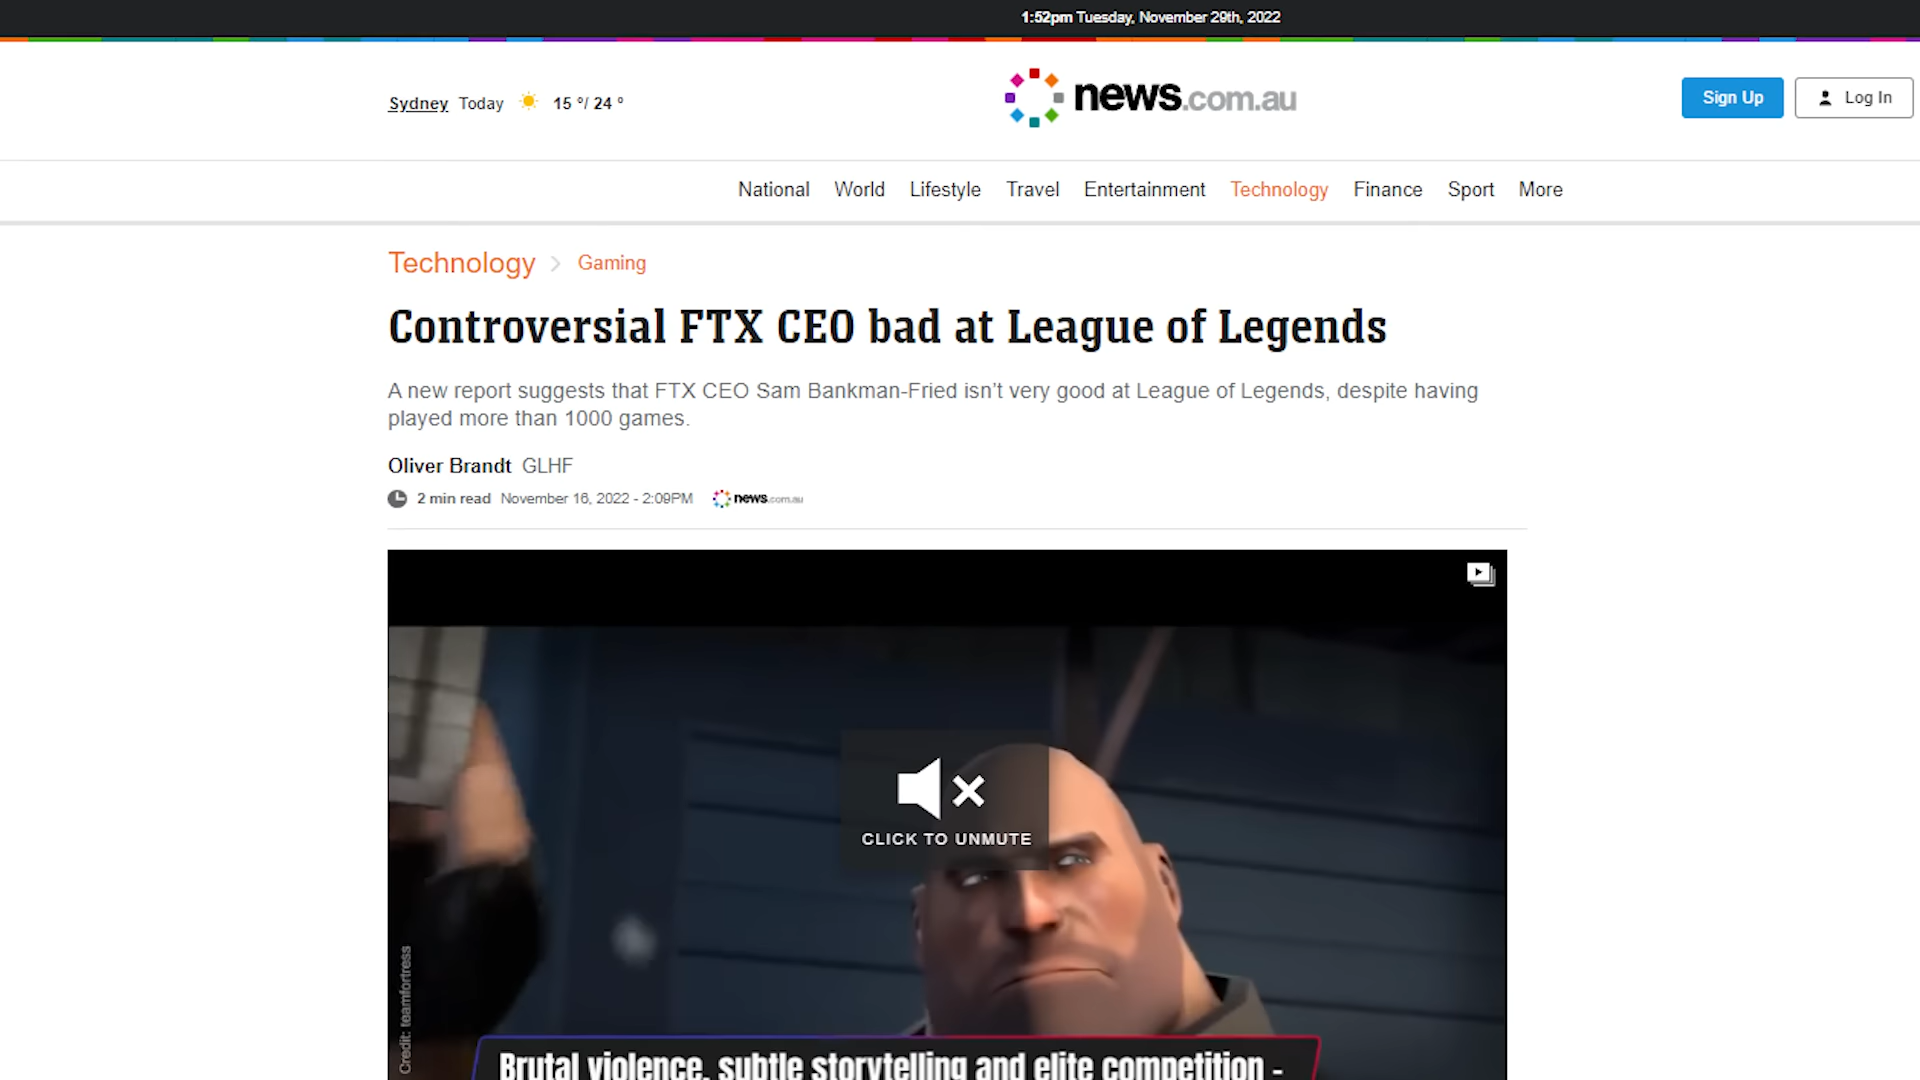 1:52pm Tuesday, November 29th, 2022
Sydney Today 15 °/ 24 °
news.com.au
Sign Up
Log In
National World Lifestyle Travel Entertainment Technology Finance Sport More
Technology > Gaming
Controversial FTX CEO bad at League of Legends
A new report suggests that FTX CEO Sam Bankman-Fried isn’t very good at League of Legends, despite having
played more than 1000 games.
Oliver Brandt GLHF
2 min read November 16, 2022 - 2:09PM news.com.au
CLICK TO UNMUTE
Credit: teamfortress
Brutal violence, subtle storytelling and elite competition -